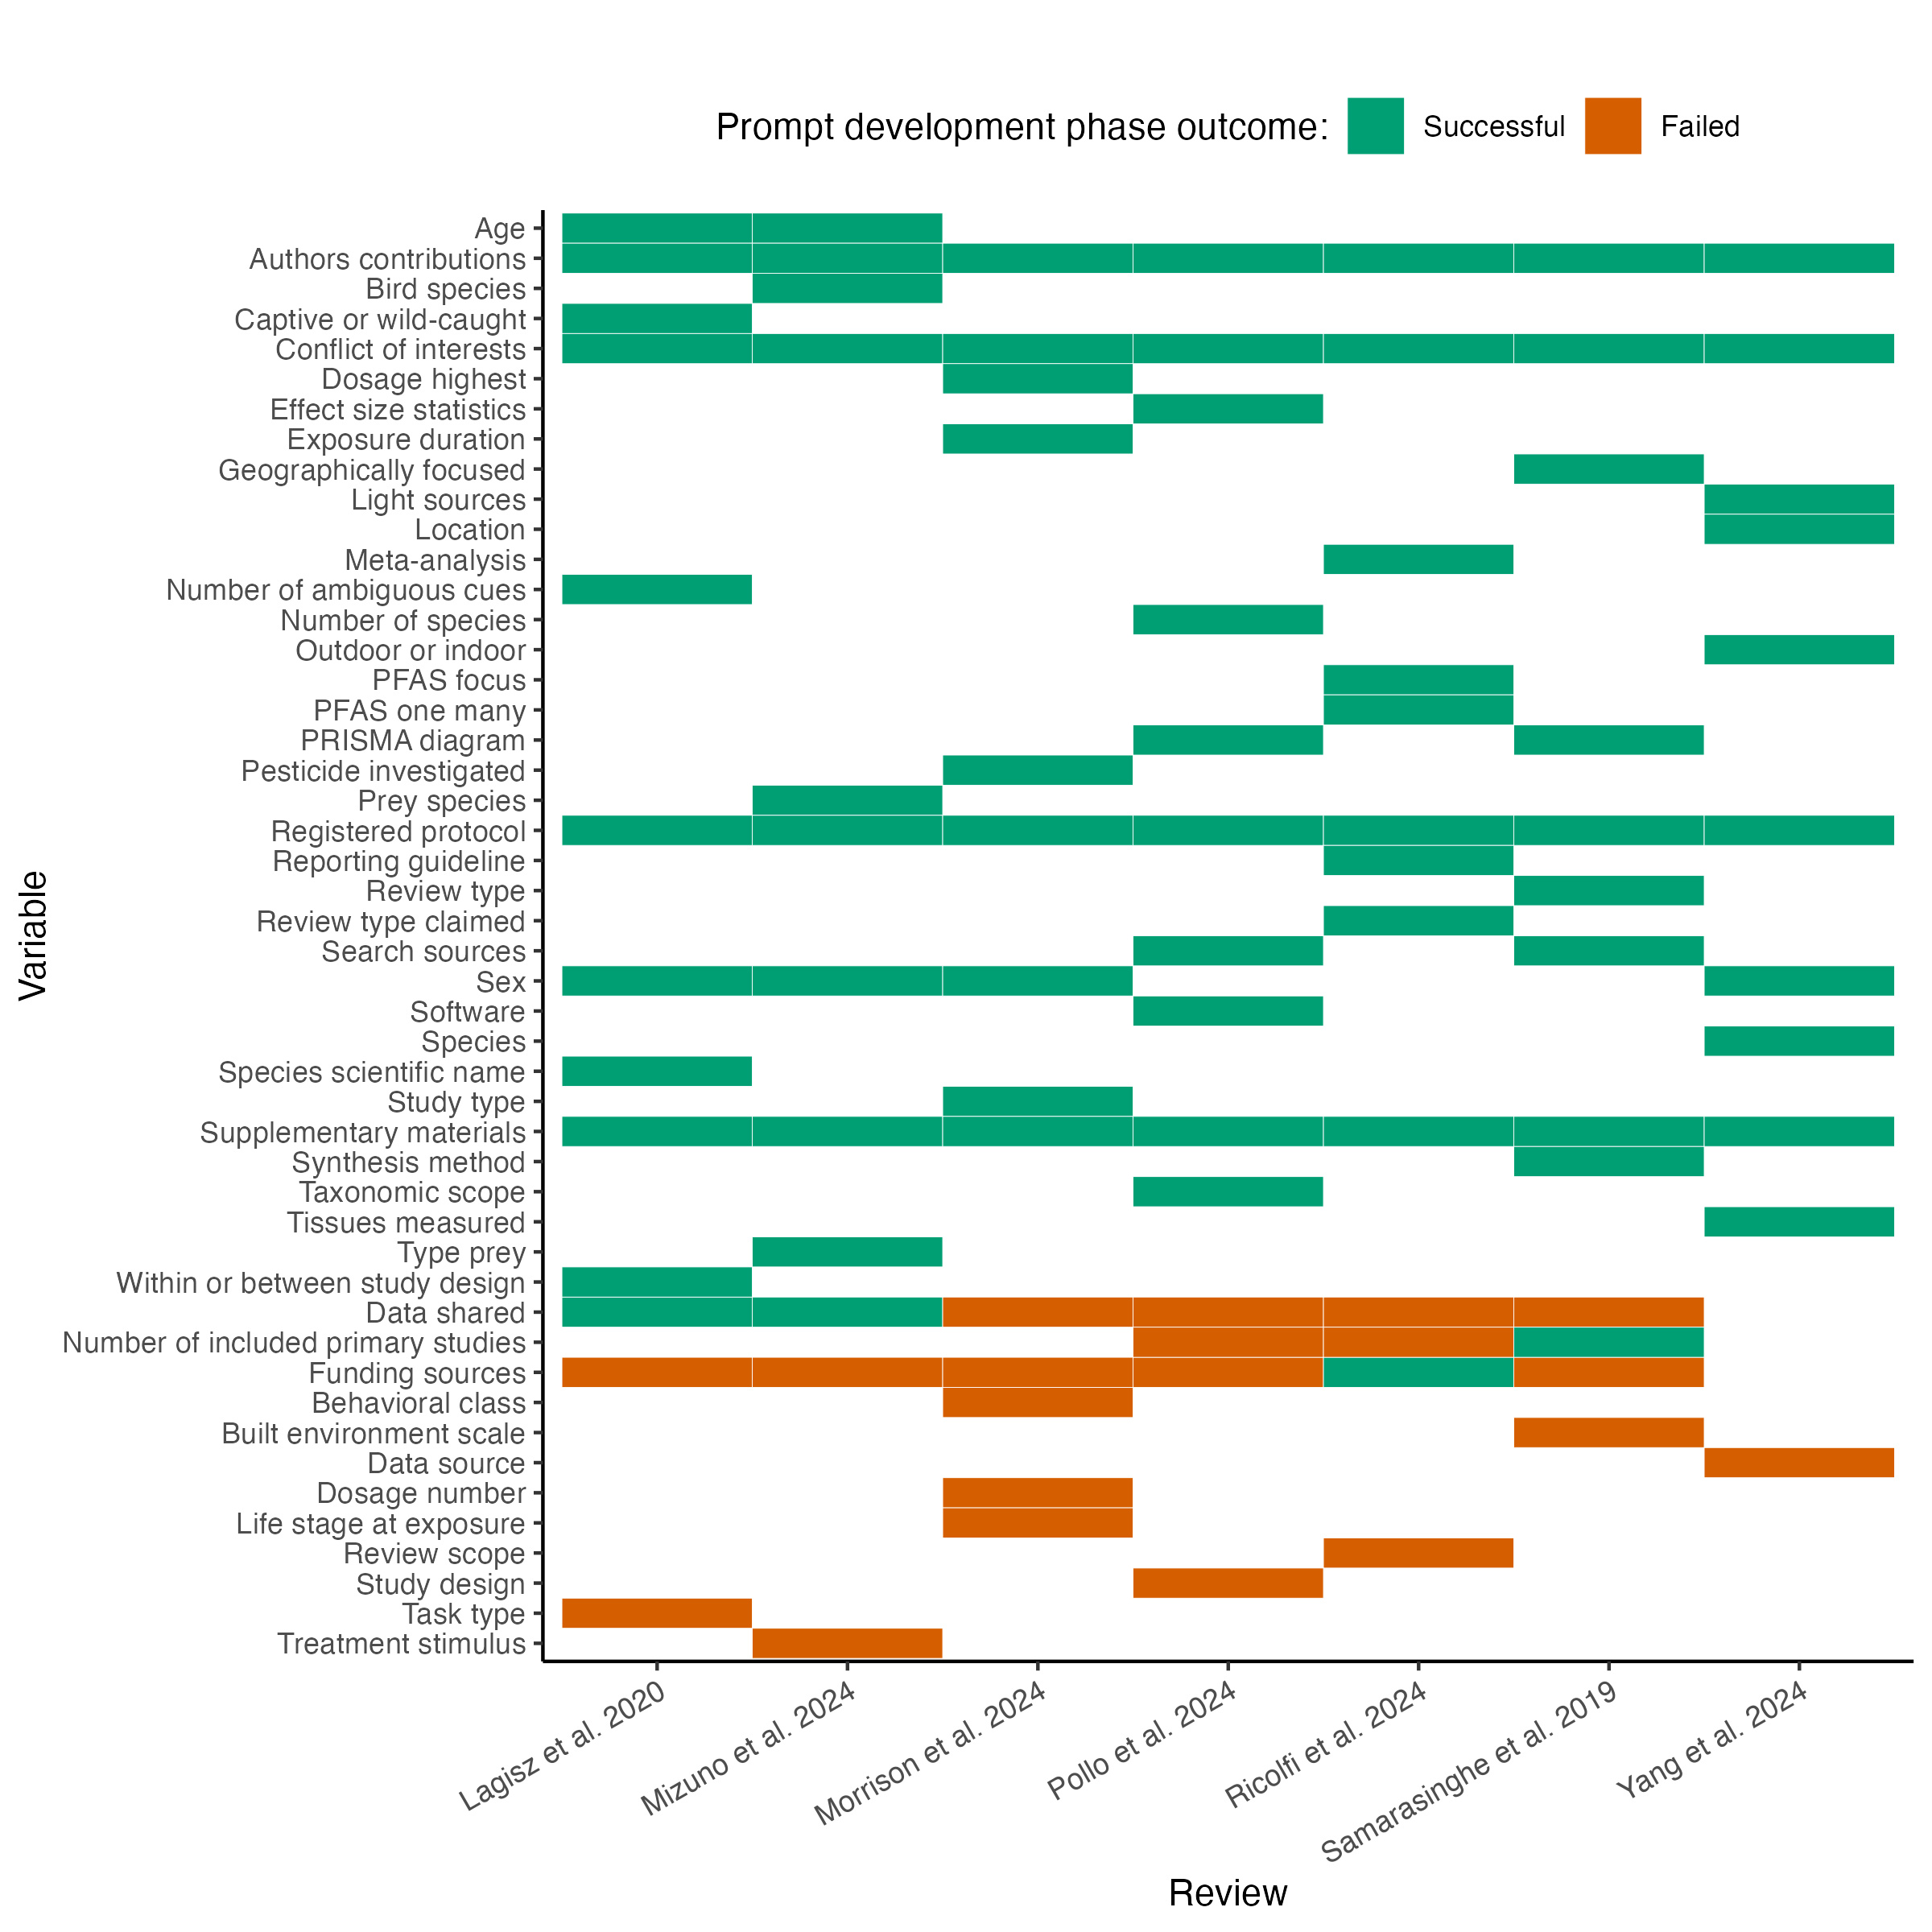 Prompt development phase outcome: Successful Failed
Variable
Age
Authors contributions
Bird species
Captive or wild-caught
Conflict of interests
Dosage highest
Effect size statistics
Exposure duration
Geographically focused
Light sources
Location
Meta-analysis
Number of ambiguous cues
Number of species
Outdoor or indoor
PFAS focus
PFAS one many
PRISMA diagram
Pesticide investigated
Prey species
Registered protocol
Reporting guideline
Review type
Review type claimed
Search sources
Sex
Software
Species
Species scientific name
Study type
Supplementary materials
Synthesis method
Taxonomic scope
Tissues measured
Type prey
Within or between study design
Data shared
Number of included primary studies
Funding sources
Behavioral class
Built environment scale
Data source
Dosage number
Life stage at exposure
Review scope
Study design
Task type
Treatment stimulus
Lagisz et al. 2020
Mizuno et al. 2024
Morrison et al. 2024
Pollo et al. 2024
Ricolfi et al. 2024
Samarasinghe et al. 2019
Yang et al. 2024
Review